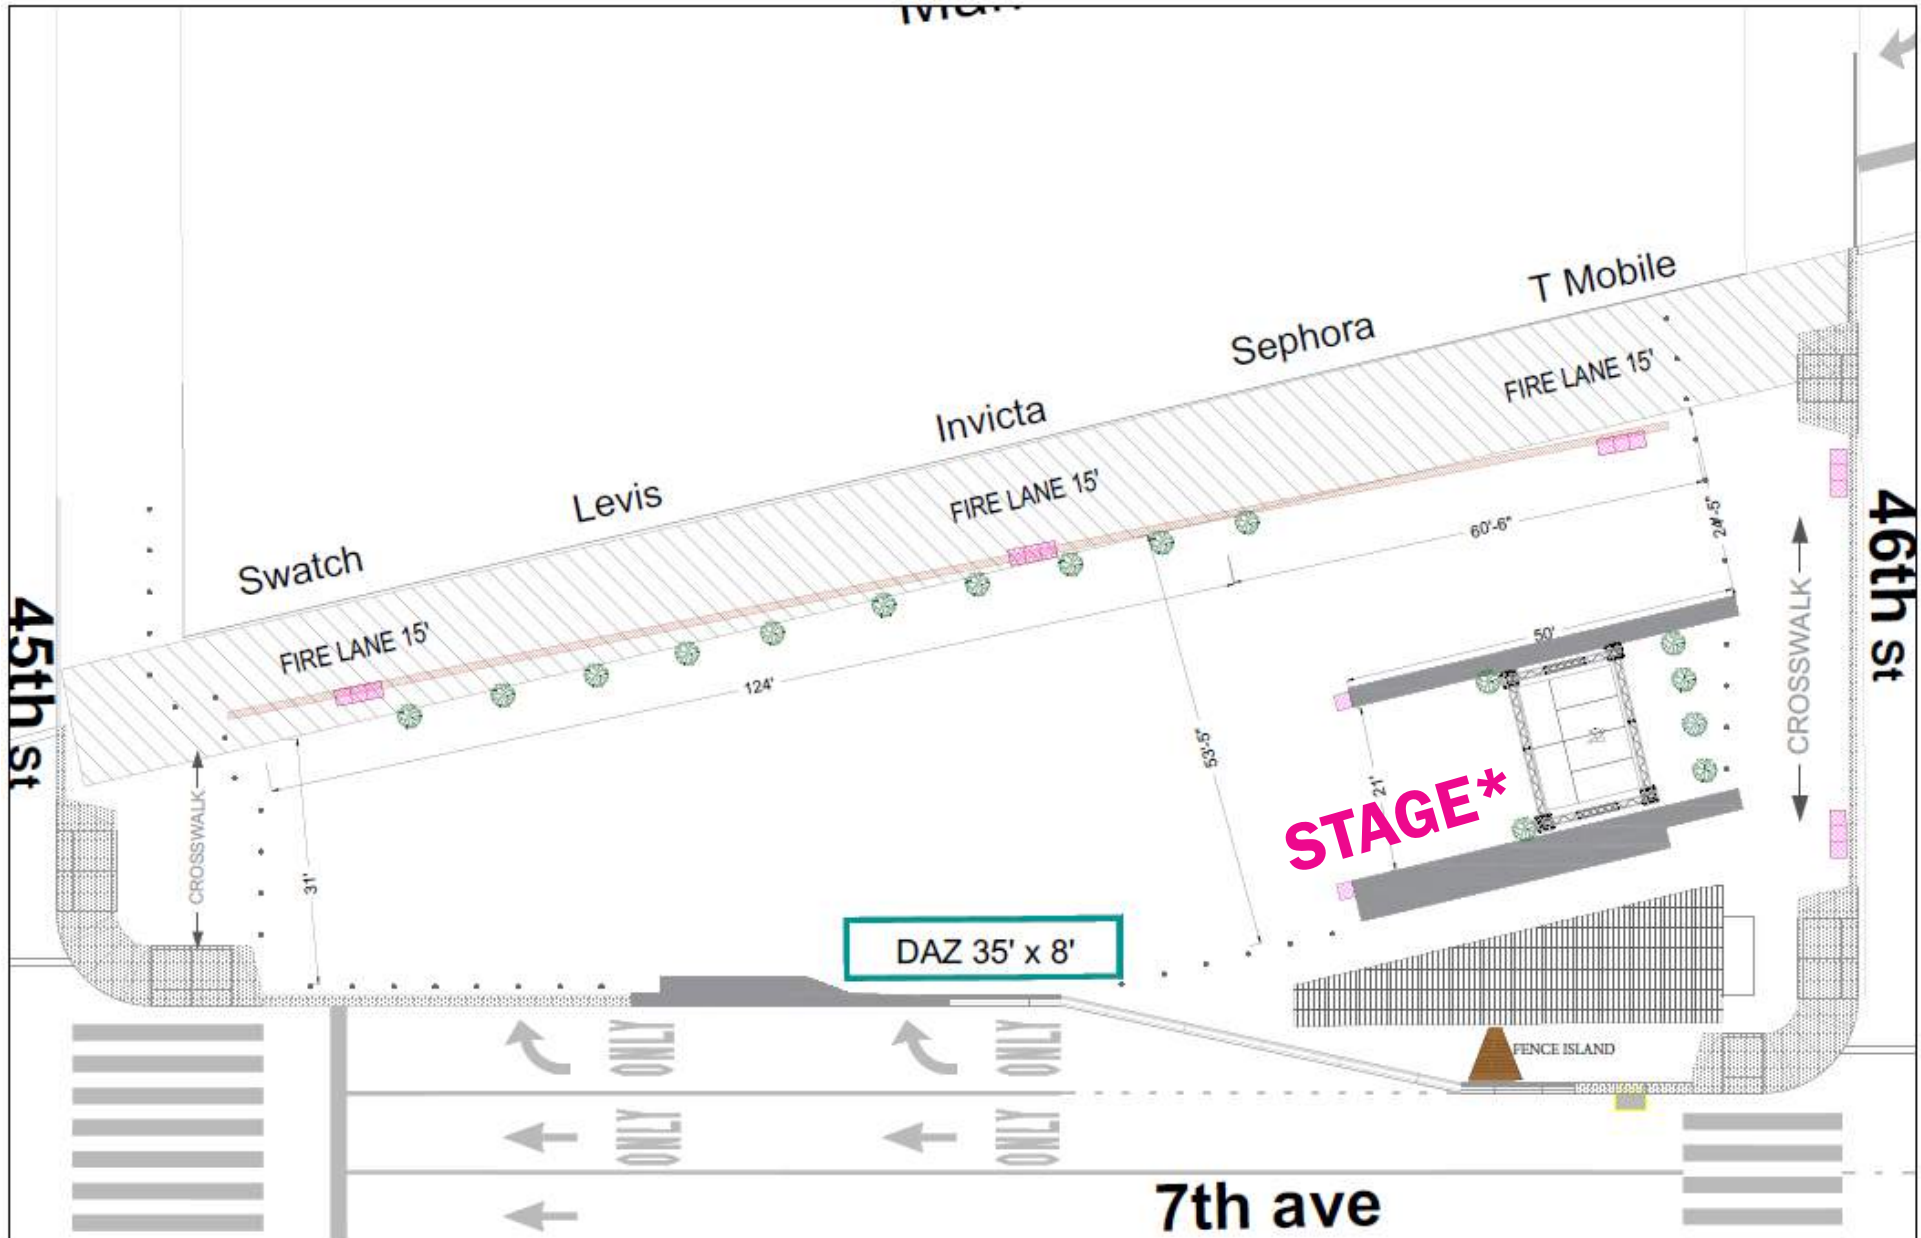 T Mobile
Sephora
FIRE LANE 15'
Invicta
Levis
FIRE LANE 15'
46th st
60'-6"
Swatch
CROSSWALK
45th st
FIRE LANE 15'
50'
124'
53'-5"
21'
STAGE*
CROSSWALK
31'
DAZ 35' x 8'
ONLY
ONLY
FENCE ISLAND
ONLY
ONLY
7th ave